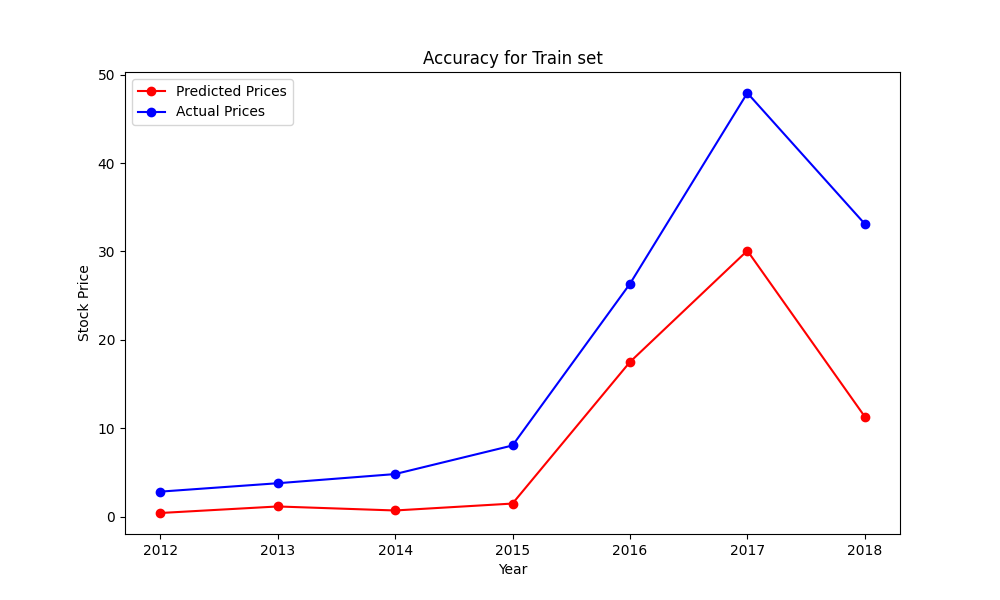 Accuracy for Train set
Predicted Prices
Actual Prices
50
40
30
20
10
0
Stock Price
2012 2013 2014 2015 2016 2017 2018
Year